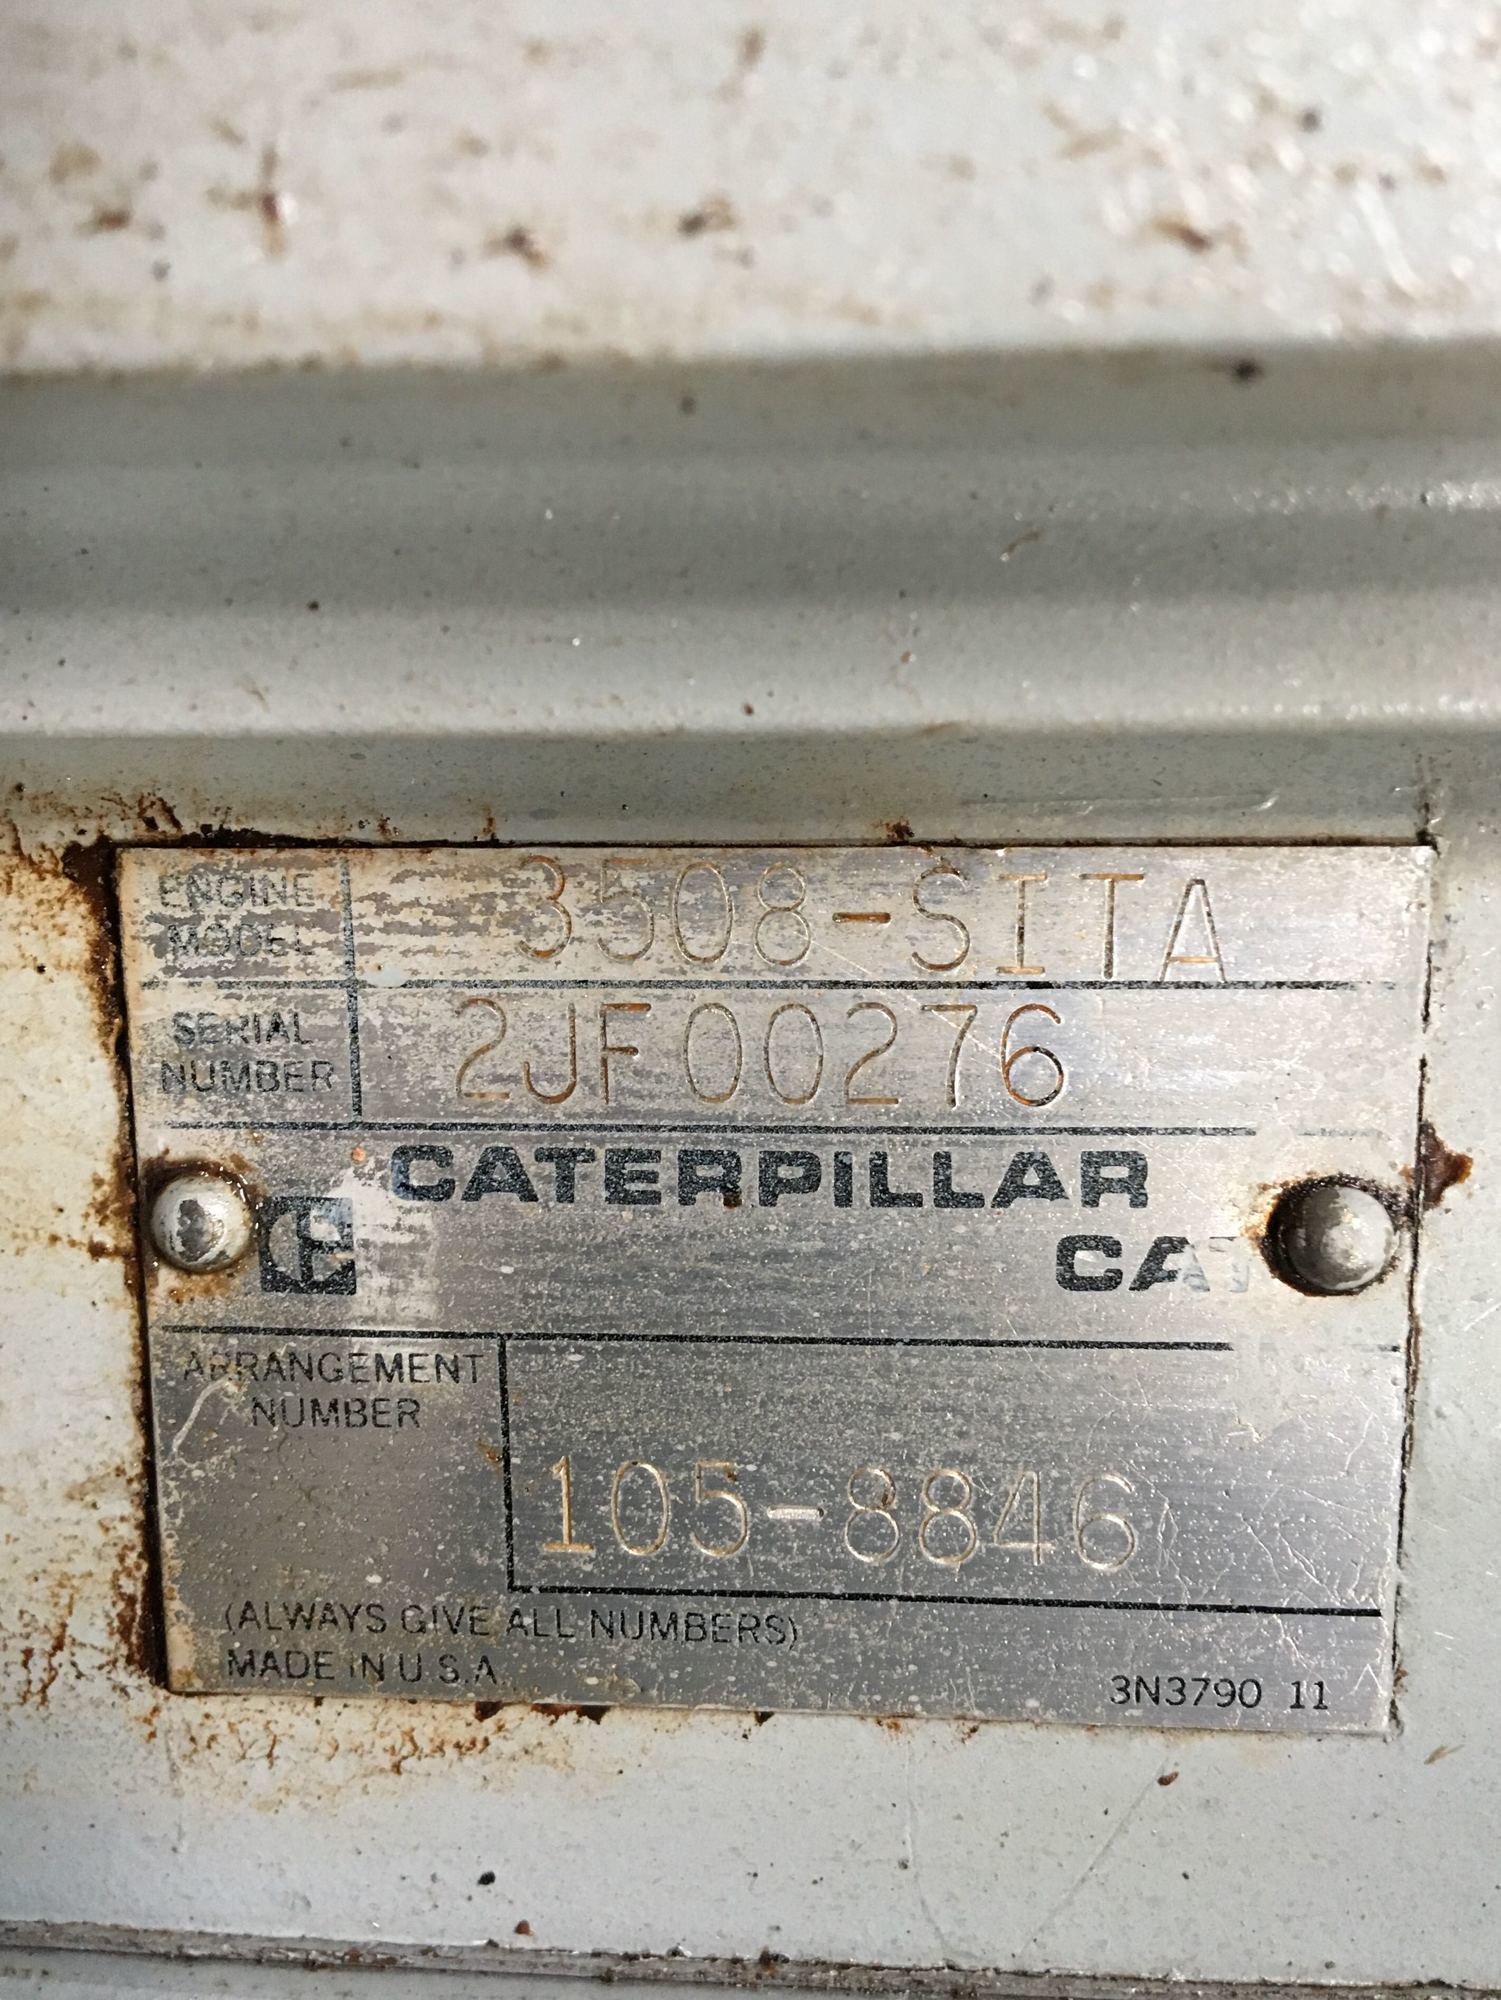 ENGINE MODEL 3508-SITA
SERIAL NUMBER 2JF00276
CATERPILLAR
CAT
ARRANGEMENT NUMBER
105-8846
(ALWAYS GIVE ALL NUMBERS)
MADE IN U.S.A.
3N3790 11